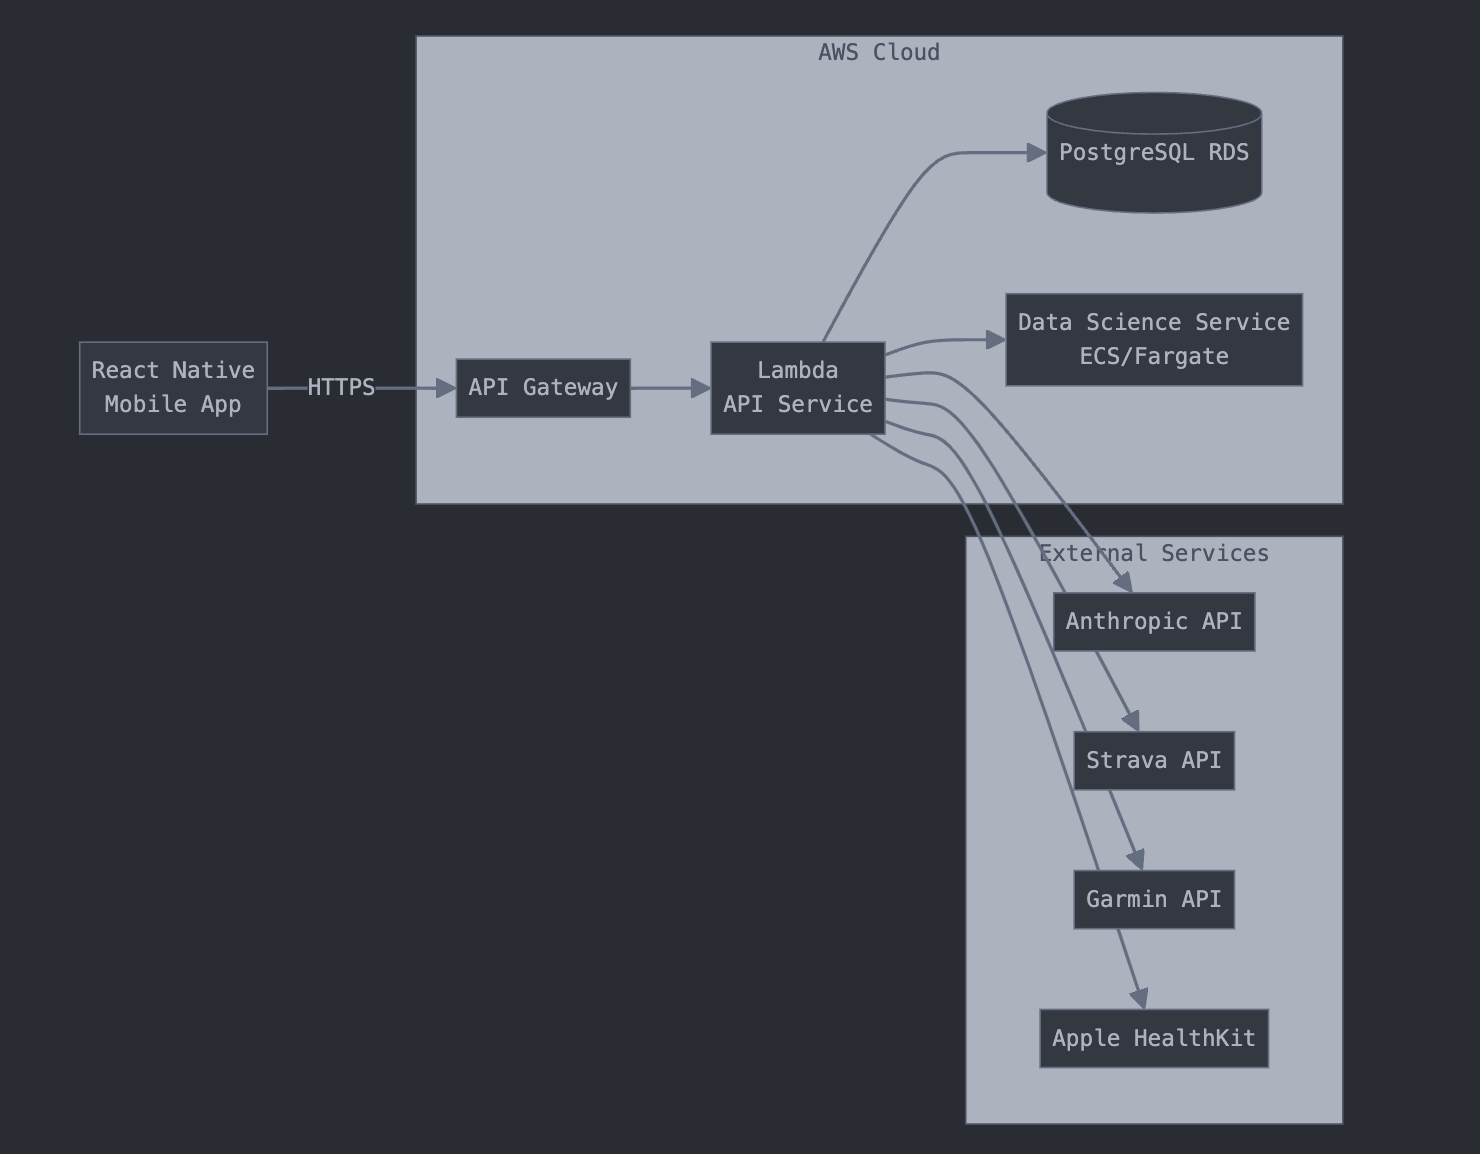 AWS Cloud
PostgreSQL RDS
Data Science Service
ECS/Fargate
React Native
Mobile App
HTTPS
API Gateway
Lambda
API Service
External Services
Anthropic API
Strava API
Garmin API
Apple HealthKit